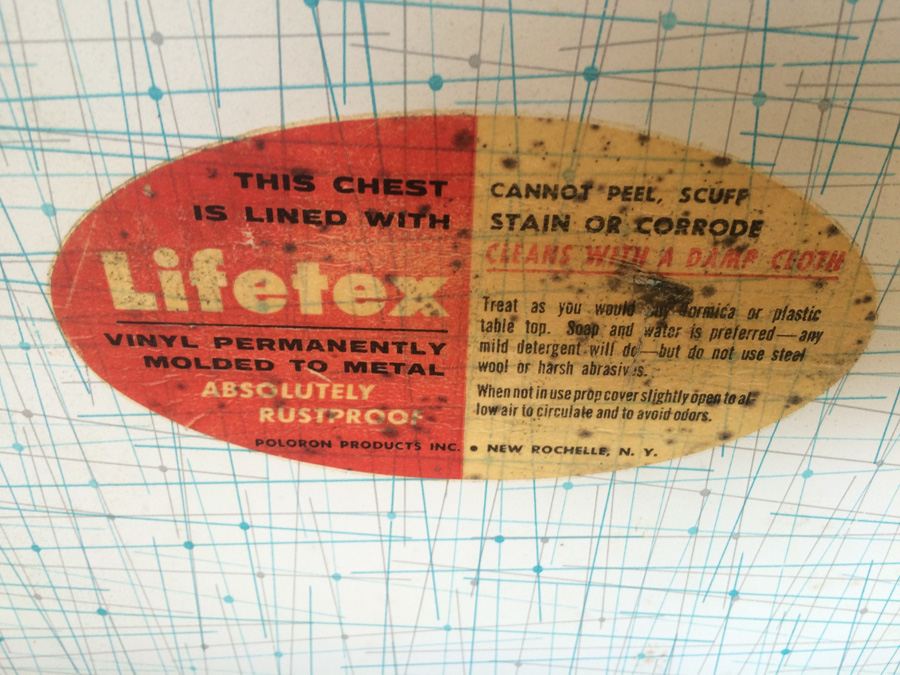 THIS CHEST
IS LINED WITH
Lifetex
VINYL PERMANENTLY
MOLDED TO METAL
ABSOLUTELY
RUSTPROOF
POLORON PRODUCTS INC. • NEW ROCHELLE, N. Y.
CANNOT PEEL, SCUFF
STAIN OR CORRODE
CLEANS WITH A DAMP CLOTH
Treat as you would formica or plastic
table top. Soap and water is preferred—any
mild detergent will do—but do not use steel
wool or harsh abrasives.
When not in use prop cover slightly open to al-
low air to circulate and to avoid odors.